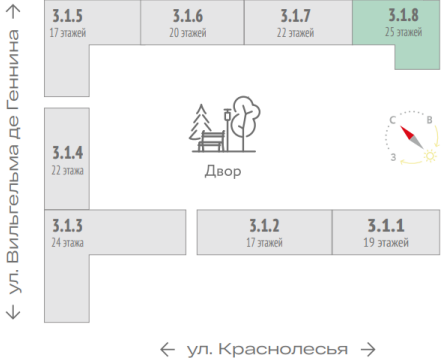 3.1.5
17 этажей
3.1.6
20 этажей
3.1.7
22 этажей
3.1.8
25 этажей
ул. Вильгельма де Геннина
Двор
С
В
З
3.1.4
22 этажа
3.1.3
24 этажа
3.1.2
17 этажей
3.1.1
19 этажей
ул. Краснолесья